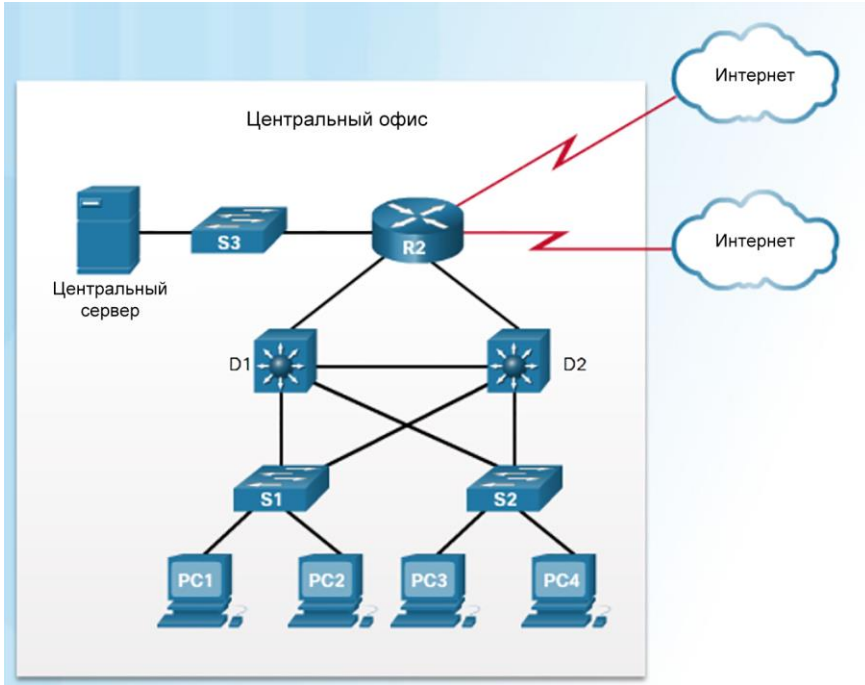 Интернет
Центральный офис
Интернет
S3
R2
Центральный
сервер
D1
D2
S1
S2
PC1
PC2
PC3
PC4